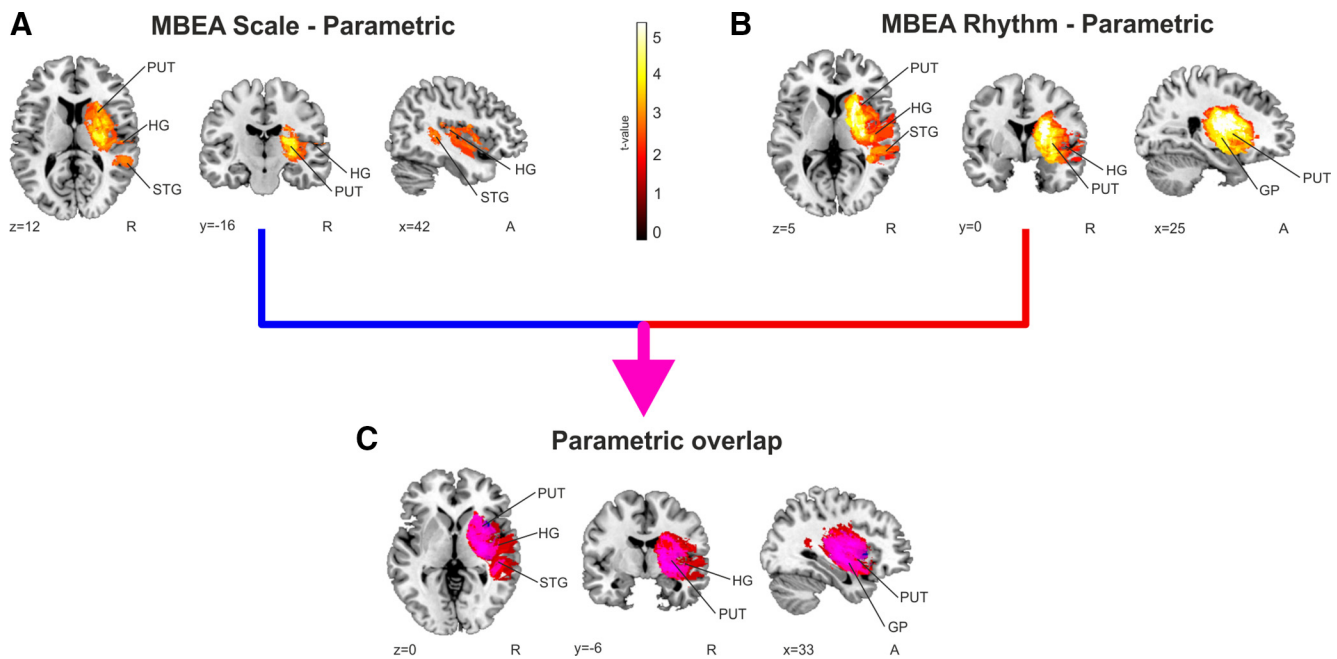 A
MBEA Scale - Parametric
PUT
HG
STG
z=12
R
HG
PUT
y=-16
R
HG
STG
x=42
A
5
4
3
2
1
0
t-value
B
MBEA Rhythm - Parametric
PUT
HG
STG
z=5
R
HG
PUT
y=0
R
PUT
GP
x=25
A
C
Parametric overlap
PUT
HG
STG
z=0
R
HG
PUT
y=-6
R
PUT
GP
x=33
A